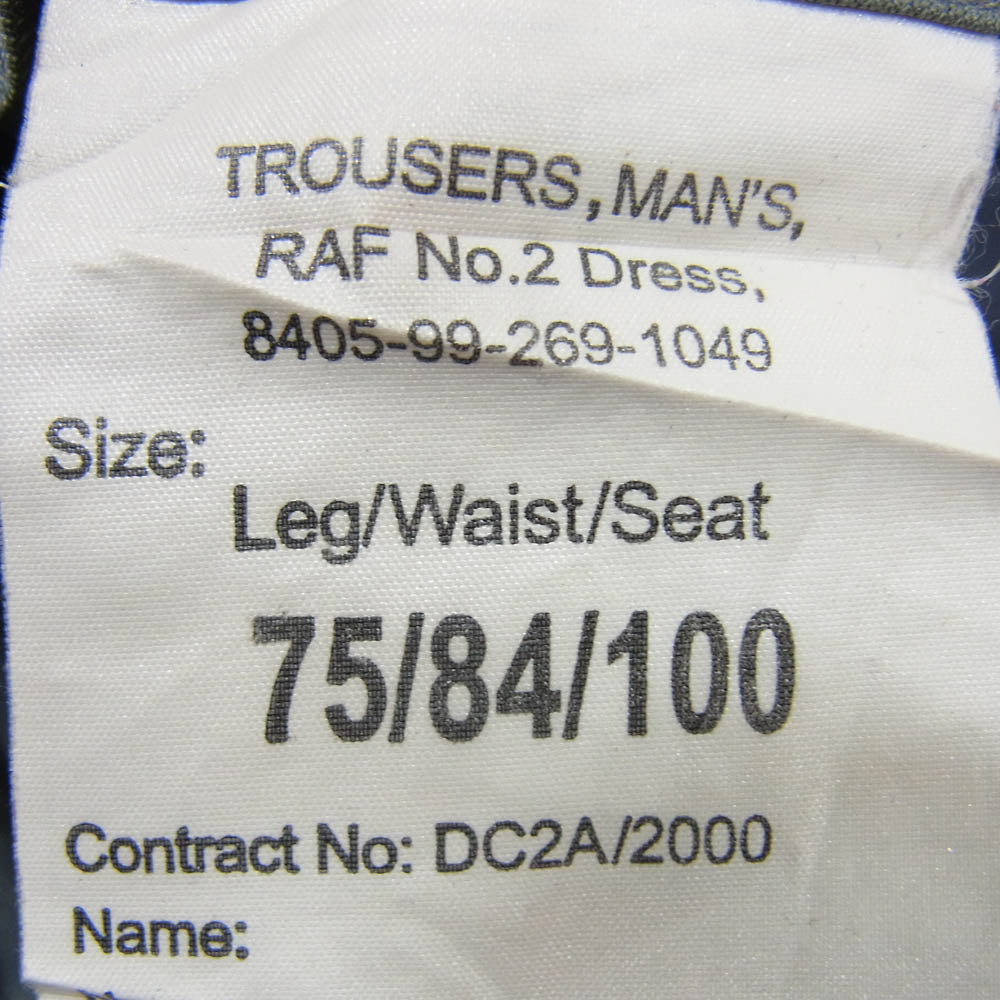 TROUSERS, MAN'S,
RAF No.2 Dress,
8405-99-269-1049
Size:
Leg/Waist/Seat
75/84/100
Contract No: DC2A/2000
Name: